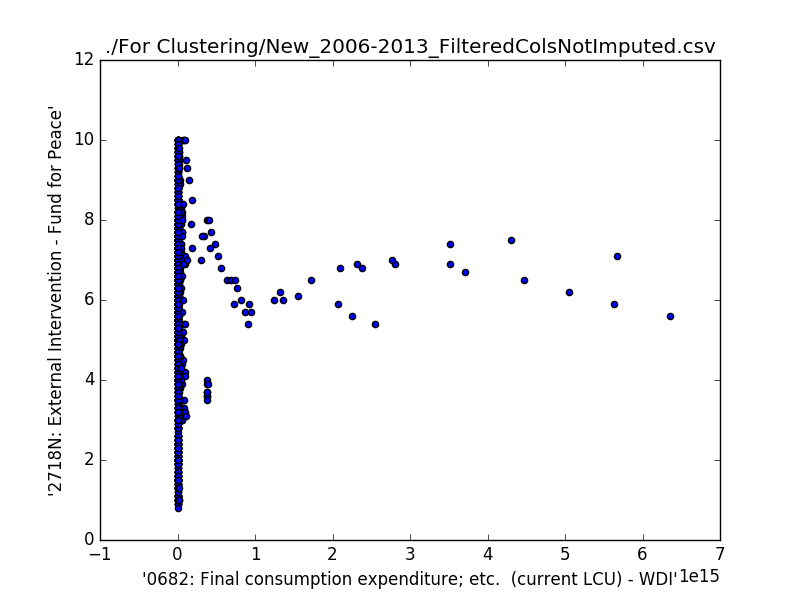 ./For Clustering/New_2006-2013_FilteredColsNotImputed.csv
12
10
8
6
4
2
0
'2718N: External Intervention - Fund for Peace'
−1 0 1 2 3 4 5 6 7
1e15
'0682: Final consumption expenditure; etc.  (current LCU) - WDI'